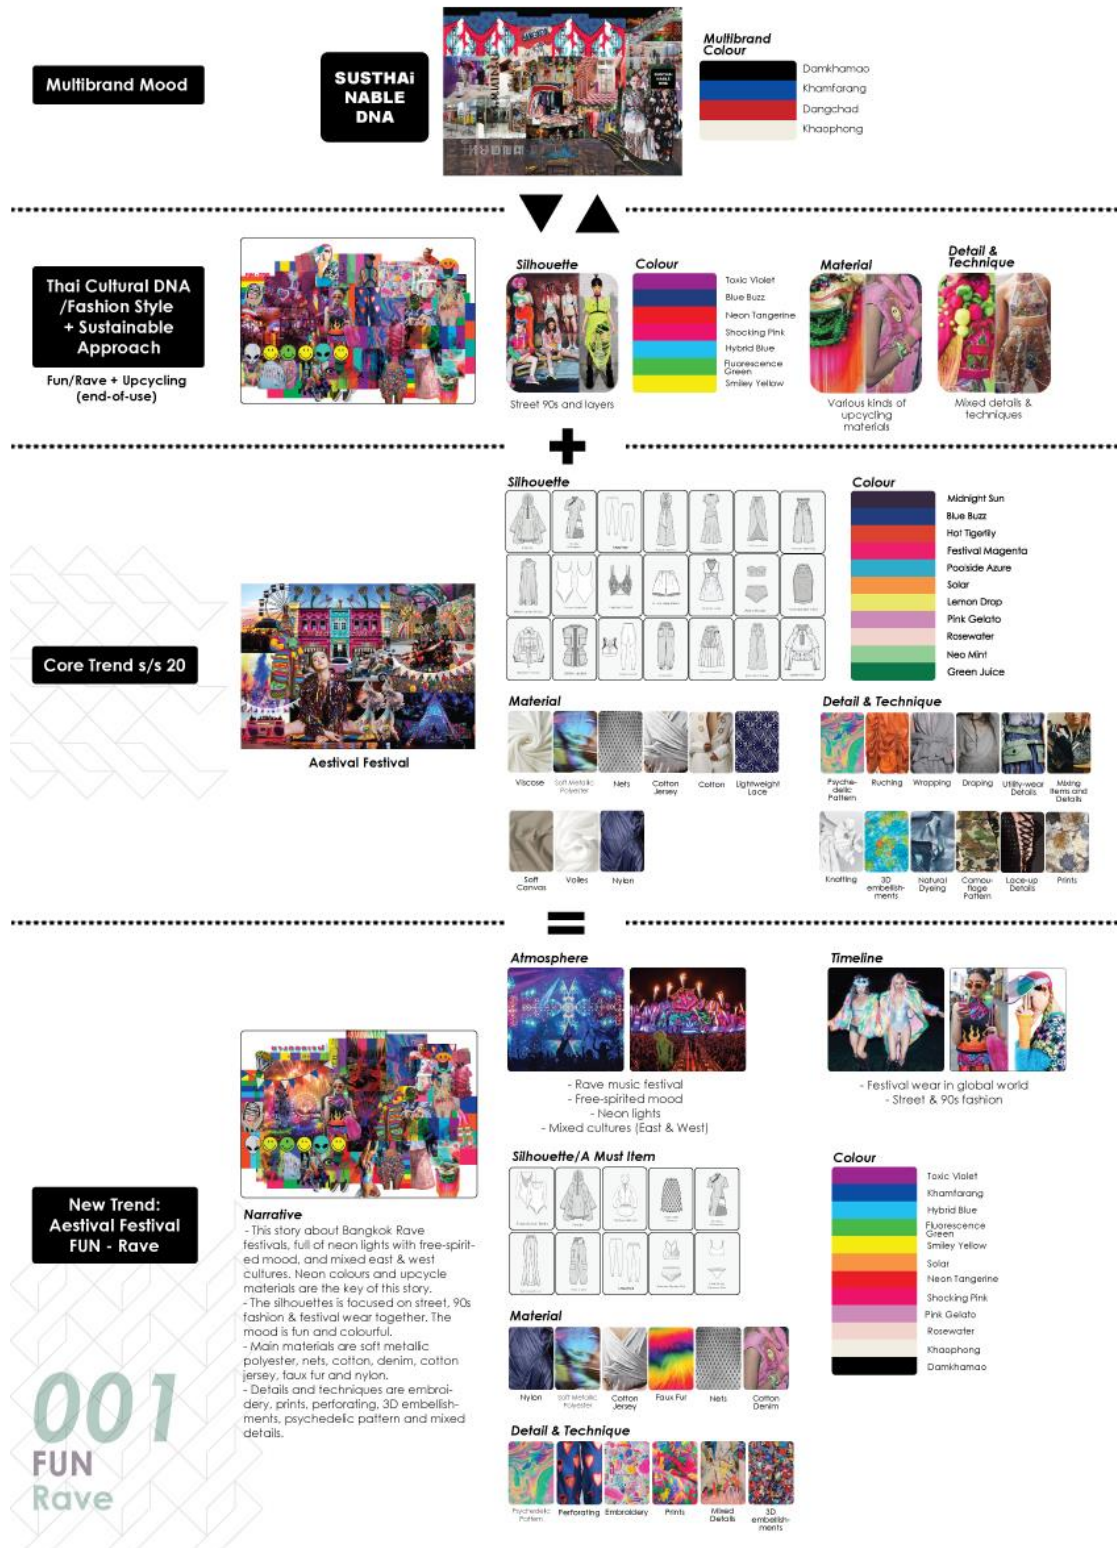 Multibrand Mood
SUSTHAi
NABLE
DNA
Multibrand
Colour
Damkhamao
Khamfarang
Dangchad
Khaophong
Thai Cultural DNA
/Fashion Style
+ Sustainable
Approach
Fun/Rave + Upcycling
(end-of-use)
Silhouette
Street 90s and layers
Colour
Toxic Violet
Blue Buzz
Neon Tangerine
Shocking Pink
Hybrid Blue
Fluorescence
Green
Smiley Yellow
Material
Various kinds of
upcycling
materials
Detail &
Technique
Mixed details &
techniques
+
Core Trend s/s 20
Aestival Festival
Silhouette
Colour
Midnight Sun
Blue Buzz
Hot Tigerlily
Festival Magenta
Poolside Azure
Solar
Lemon Drop
Pink Gelato
Rosewater
Neo Mint
Green Juice
Material
Viscose
Soft Metallic
Polyester
Nets
Cotton
Jersey
Cotton
Lightweight
Lace
Soft
Canvas
Voiles
Nylon
Detail & Technique
Psyche-
delic
Pattern
Ruching
Wrapping
Draping
Utility-wear
Details
Mixing
Items and
Details
Knotting
3D
embellish-
ments
Natural
Dyeing
Camou-
flage
Pattern
Lace-up
Details
Prints
=
New Trend:
Aestival Festival
FUN - Rave
001
FUN
Rave
Narrative
- This story about Bangkok Rave
festivals, full of neon lights with free-spirit-
ed mood, and mixed east & west
cultures. Neon colours and upcycle
materials are the key of this story.
- The silhouettes is focused on street, 90s
fashion & festival wear together. The
mood is fun and colourful.
- Main materials are soft metallic
polyester, nets, cotton, denim, cotton
jersey, faux fur and nylon.
- Details and techniques are embroi-
dery, prints, perforating, 3D embellish-
ments, psychedelic pattern and mixed
details.
Atmosphere
- Rave music festival
- Free-spirited mood
- Neon lights
- Mixed cultures (East & West)
Timeline
- Festival wear in global world
- Street & 90s fashion
Silhouette/A Must Item
Material
Nylon
Soft Metallic
Polyester
Cotton
Jersey
Faux Fur
Nets
Cotton
Denim
Detail & Technique
Psychedelic
Pattern
Perforating
Embroidery
Prints
Mixed
Details
3D
embellish-
ments
Colour
Toxic Violet
Khamfarang
Hybrid Blue
Fluorescence
Green
Smiley Yellow
Solar
Neon Tangerine
Shocking Pink
Pink Gelato
Rosewater
Khaophong
Damkhamao